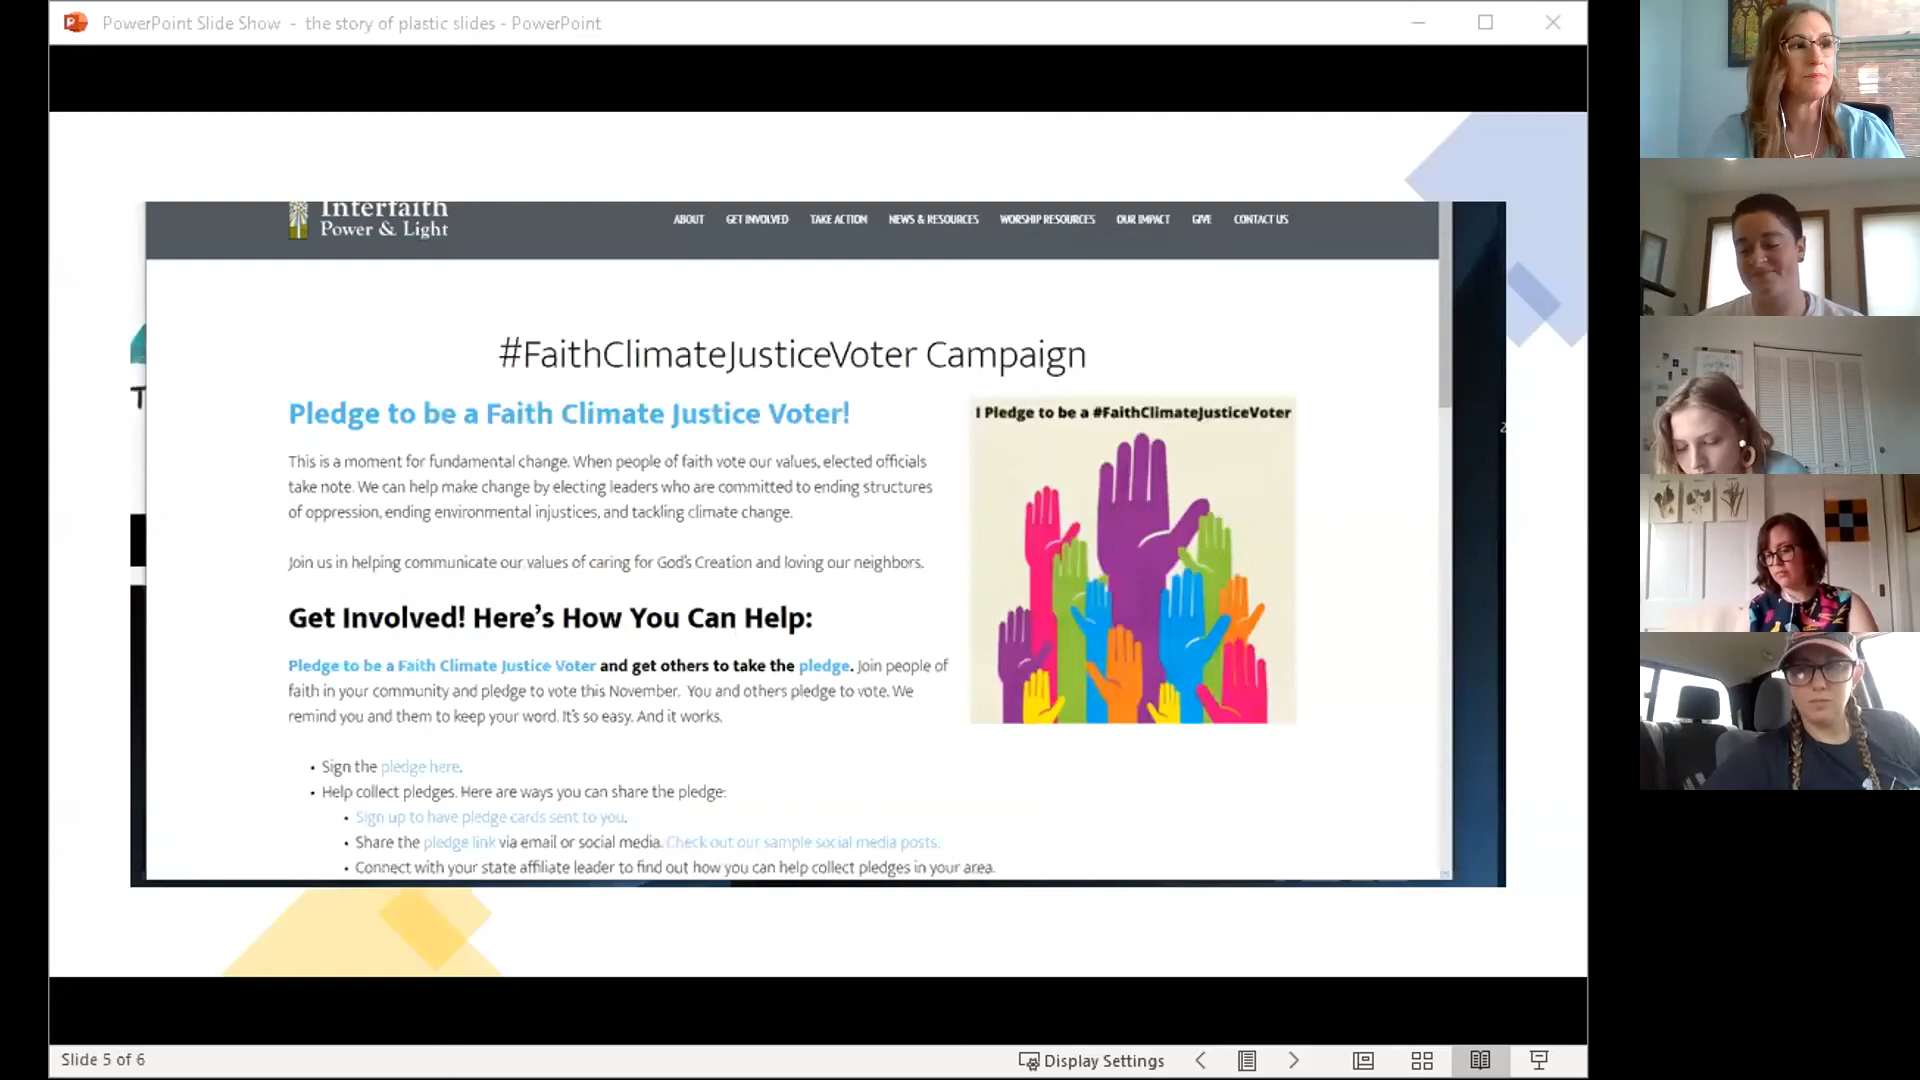 PowerPoint Slide Show - the story of plastic slides - PowerPoint
Interfaith
Power & Light
ABOUT GET INVOLVED TAKE ACTION NEWS & RESOURCES WORSHIP RESOURCES OUR IMPACT GIVE CONTACT US
#FaithClimateJusticeVoter Campaign
Pledge to be a Faith Climate Justice Voter!
I Pledge to be a #FaithClimateJusticeVoter
This is a moment for fundamental change. When people of faith vote our values, elected officials
take note. We can help make change by electing leaders who are committed to ending structures
of oppression, ending environmental injustices, and tackling climate change.
Join us in helping communicate our values of caring for God's Creation and loving our neighbors.
Get Involved! Here's How You Can Help:
Pledge to be a Faith Climate Justice Voter and get others to take the pledge. Join people of
faith in your community and pledge to vote this November. You and others pledge to vote. We
remind you and them to keep your word. It's so easy. And it works.
• Sign the pledge here.
• Help collect pledges. Here are ways you can share the pledge:
• Sign up to have pledge cards sent to you.
• Share the pledge link via email or social media. Check out our sample social media posts.
• Connect with your state affiliate leader to find out how you can help collect pledges in your area.
Slide 5 of 6
Display Settings